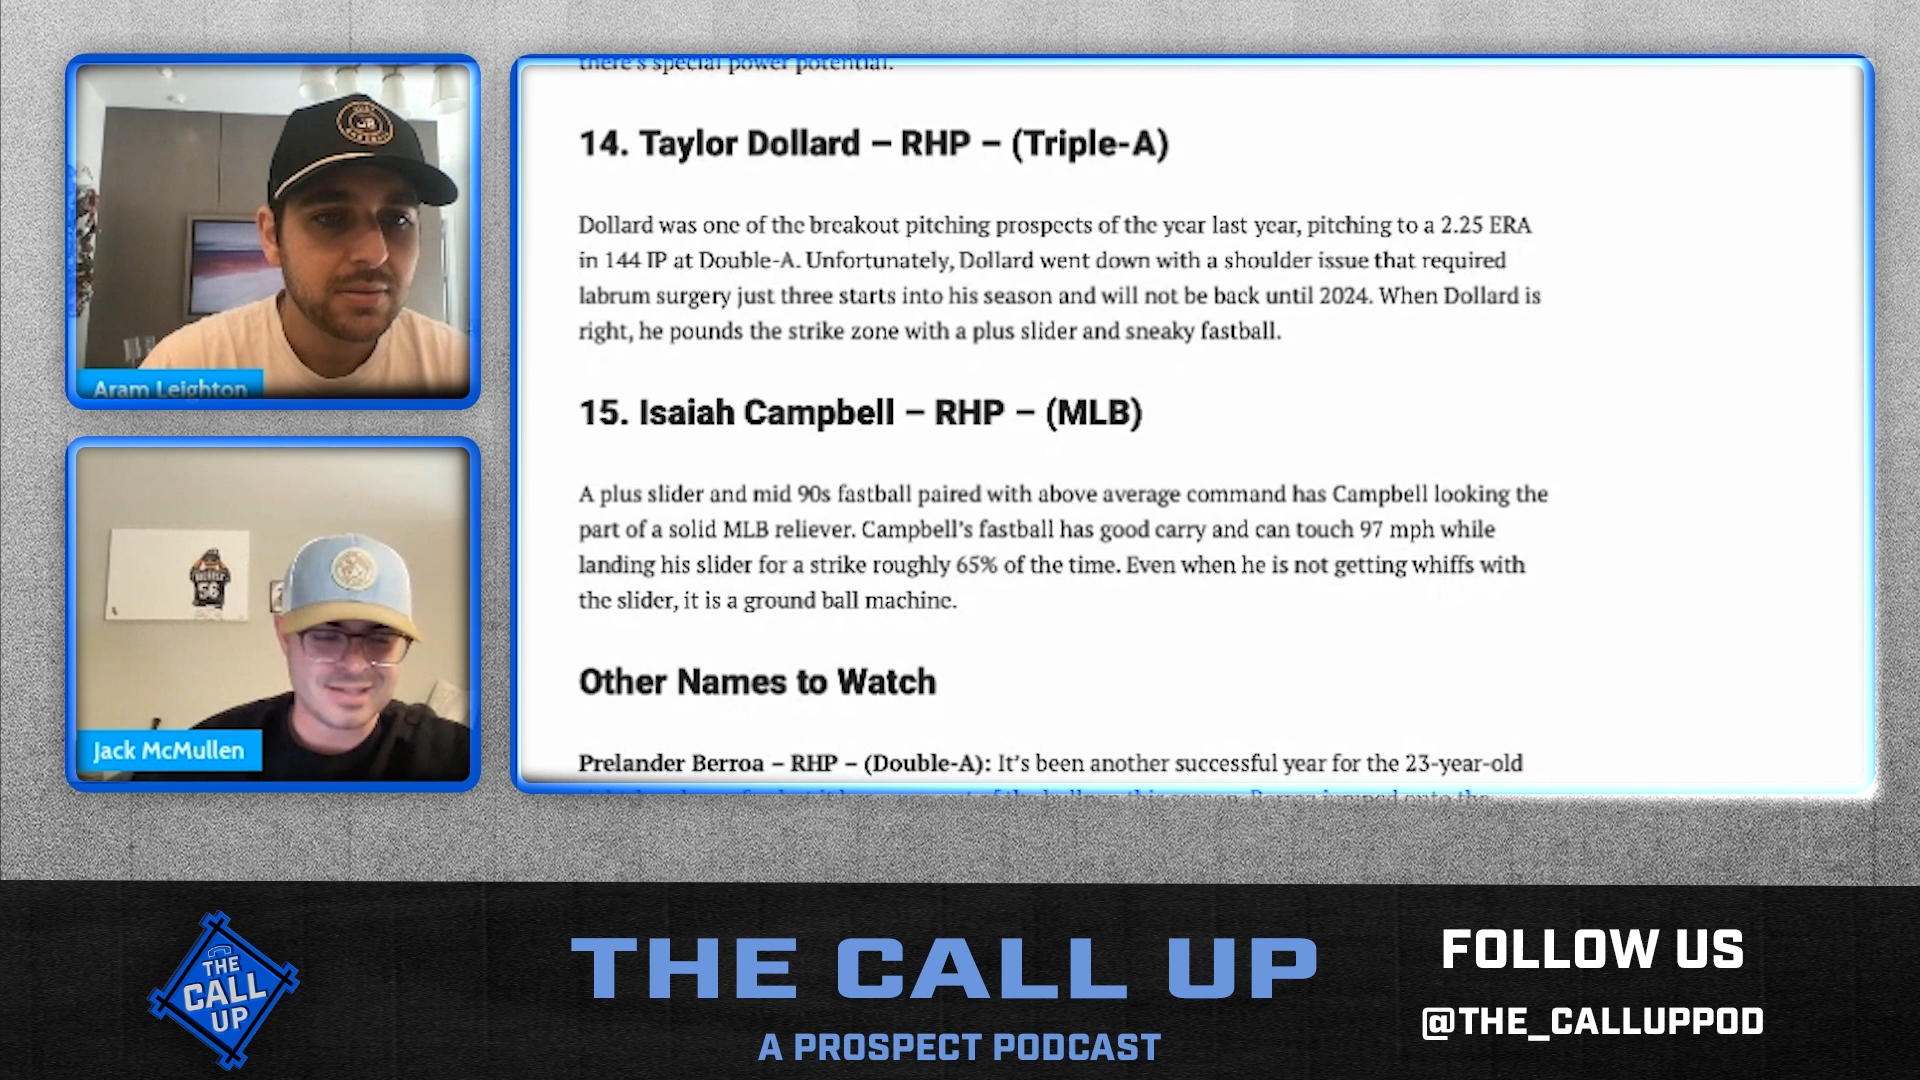 there's special power potential.
14. Taylor Dollard – RHP – (Triple-A)
Dollard was one of the breakout pitching prospects of the year last year, pitching to a 2.25 ERA
in 144 IP at Double-A. Unfortunately, Dollard went down with a shoulder issue that required
labrum surgery just three starts into his season and will not be back until 2024. When Dollard is
right, he pounds the strike zone with a plus slider and sneaky fastball.
15. Isaiah Campbell – RHP – (MLB)
A plus slider and mid 90s fastball paired with above average command has Campbell looking the
part of a solid MLB reliever. Campbell's fastball has good carry and can touch 97 mph while
landing his slider for a strike roughly 65% of the time. Even when he is not getting whiffs with
the slider, it is a ground ball machine.
Other Names to Watch
Prelander Berroa – RHP – (Double-A): It's been another successful year for the 23-year-old
Aram Leighton
56
Jack McMullen
THE
CALL
UP
THE CALL UP
A PROSPECT PODCAST
FOLLOW US
@THE_CALLUPPOD